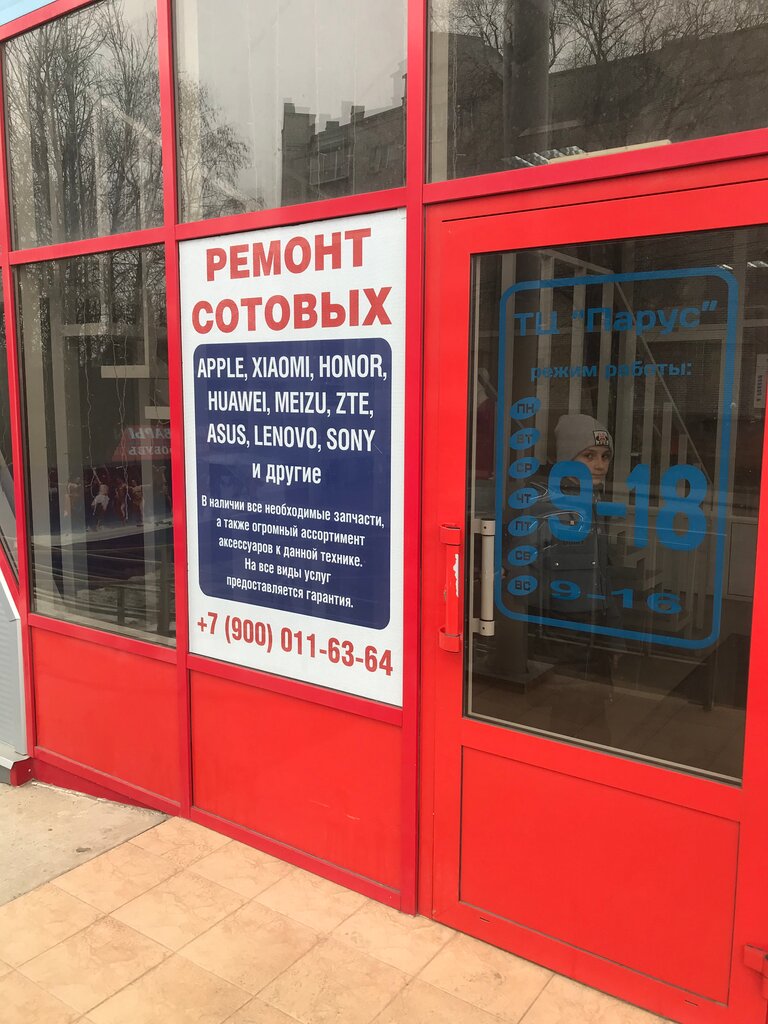 РЕМОНТ
СОТОВЫХ
APPLE, XIAOMI, HONOR,
HUAWEI, MEIZU, ZTE,
ASUS, LENOVO, SONY
и другие
В наличии все необходимые запчасти,
а также огромный ассортимент
аксессуаров к данной технике.
На все виды услуг
предоставляется гарантия.
+7 (900) 011-63-64
ТЦ "Парус"
режим работы:
ПН
ВТ
СР
ЧТ
9-18
ПТ
СБ
ВС
9-16